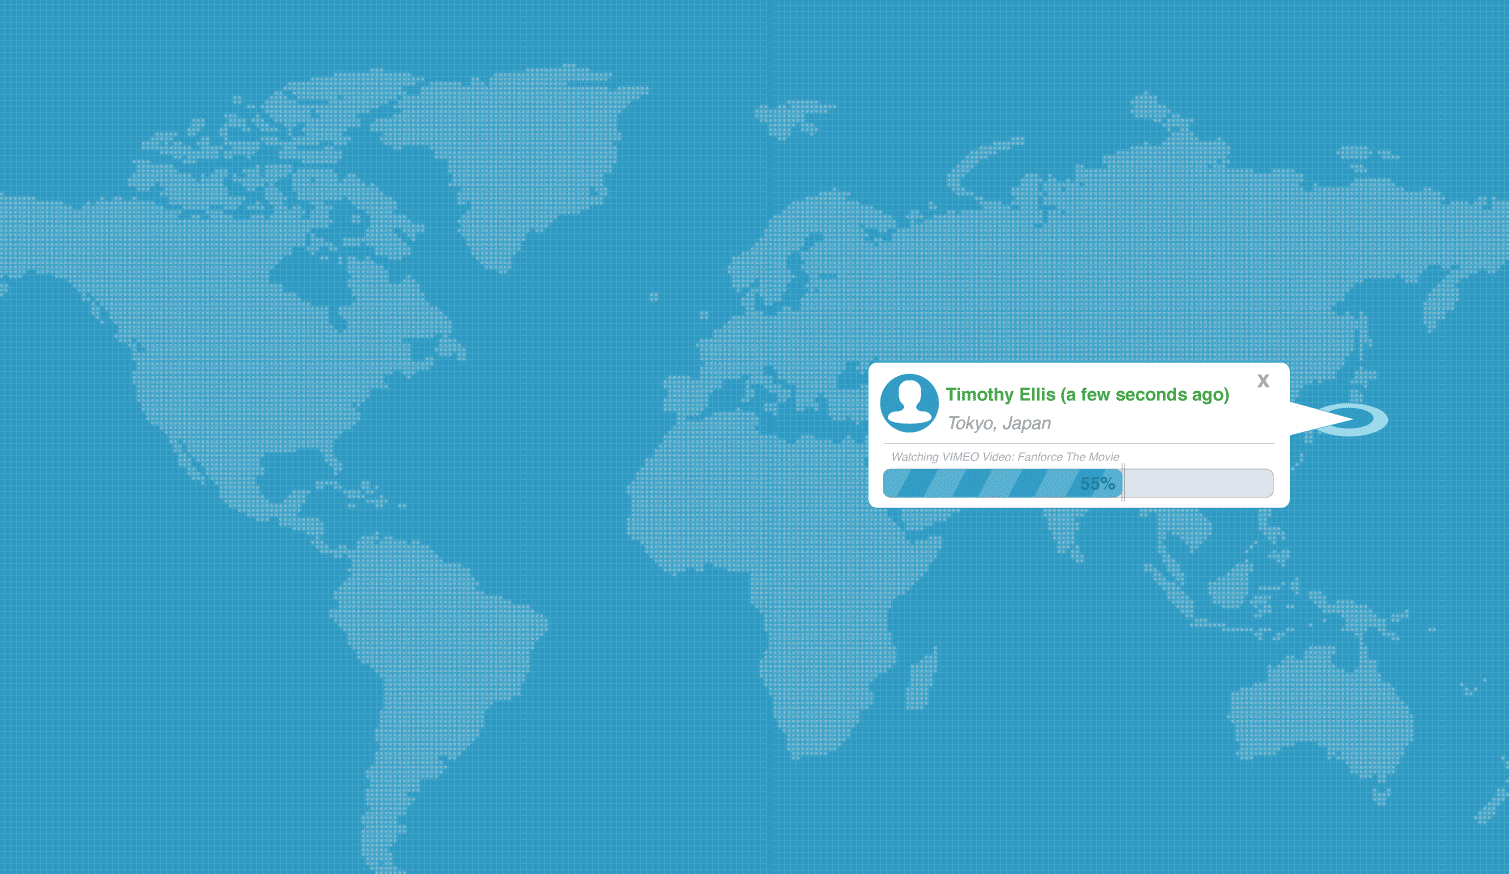 X
Timothy Ellis (a few seconds ago)
Tokyo, Japan
Watching VIMEO Video: Fanforce The Movie
55%